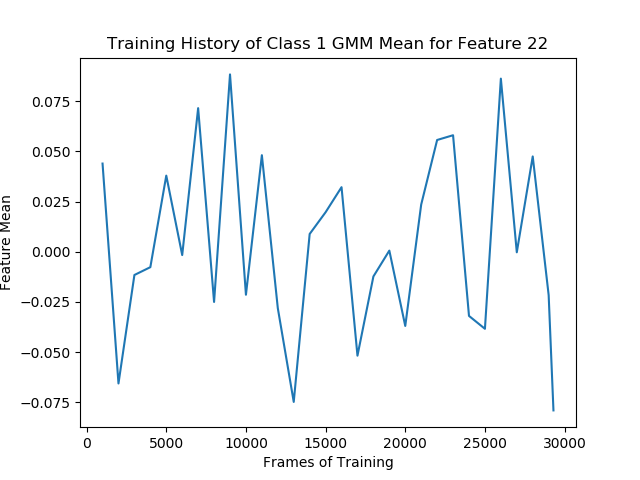 Training History of Class 1 GMM Mean for Feature 22
0.075
0.050
0.025
0.000
−0.025
−0.050
−0.075
Feature Mean
0 5000 10000 15000 20000 25000 30000
Frames of Training